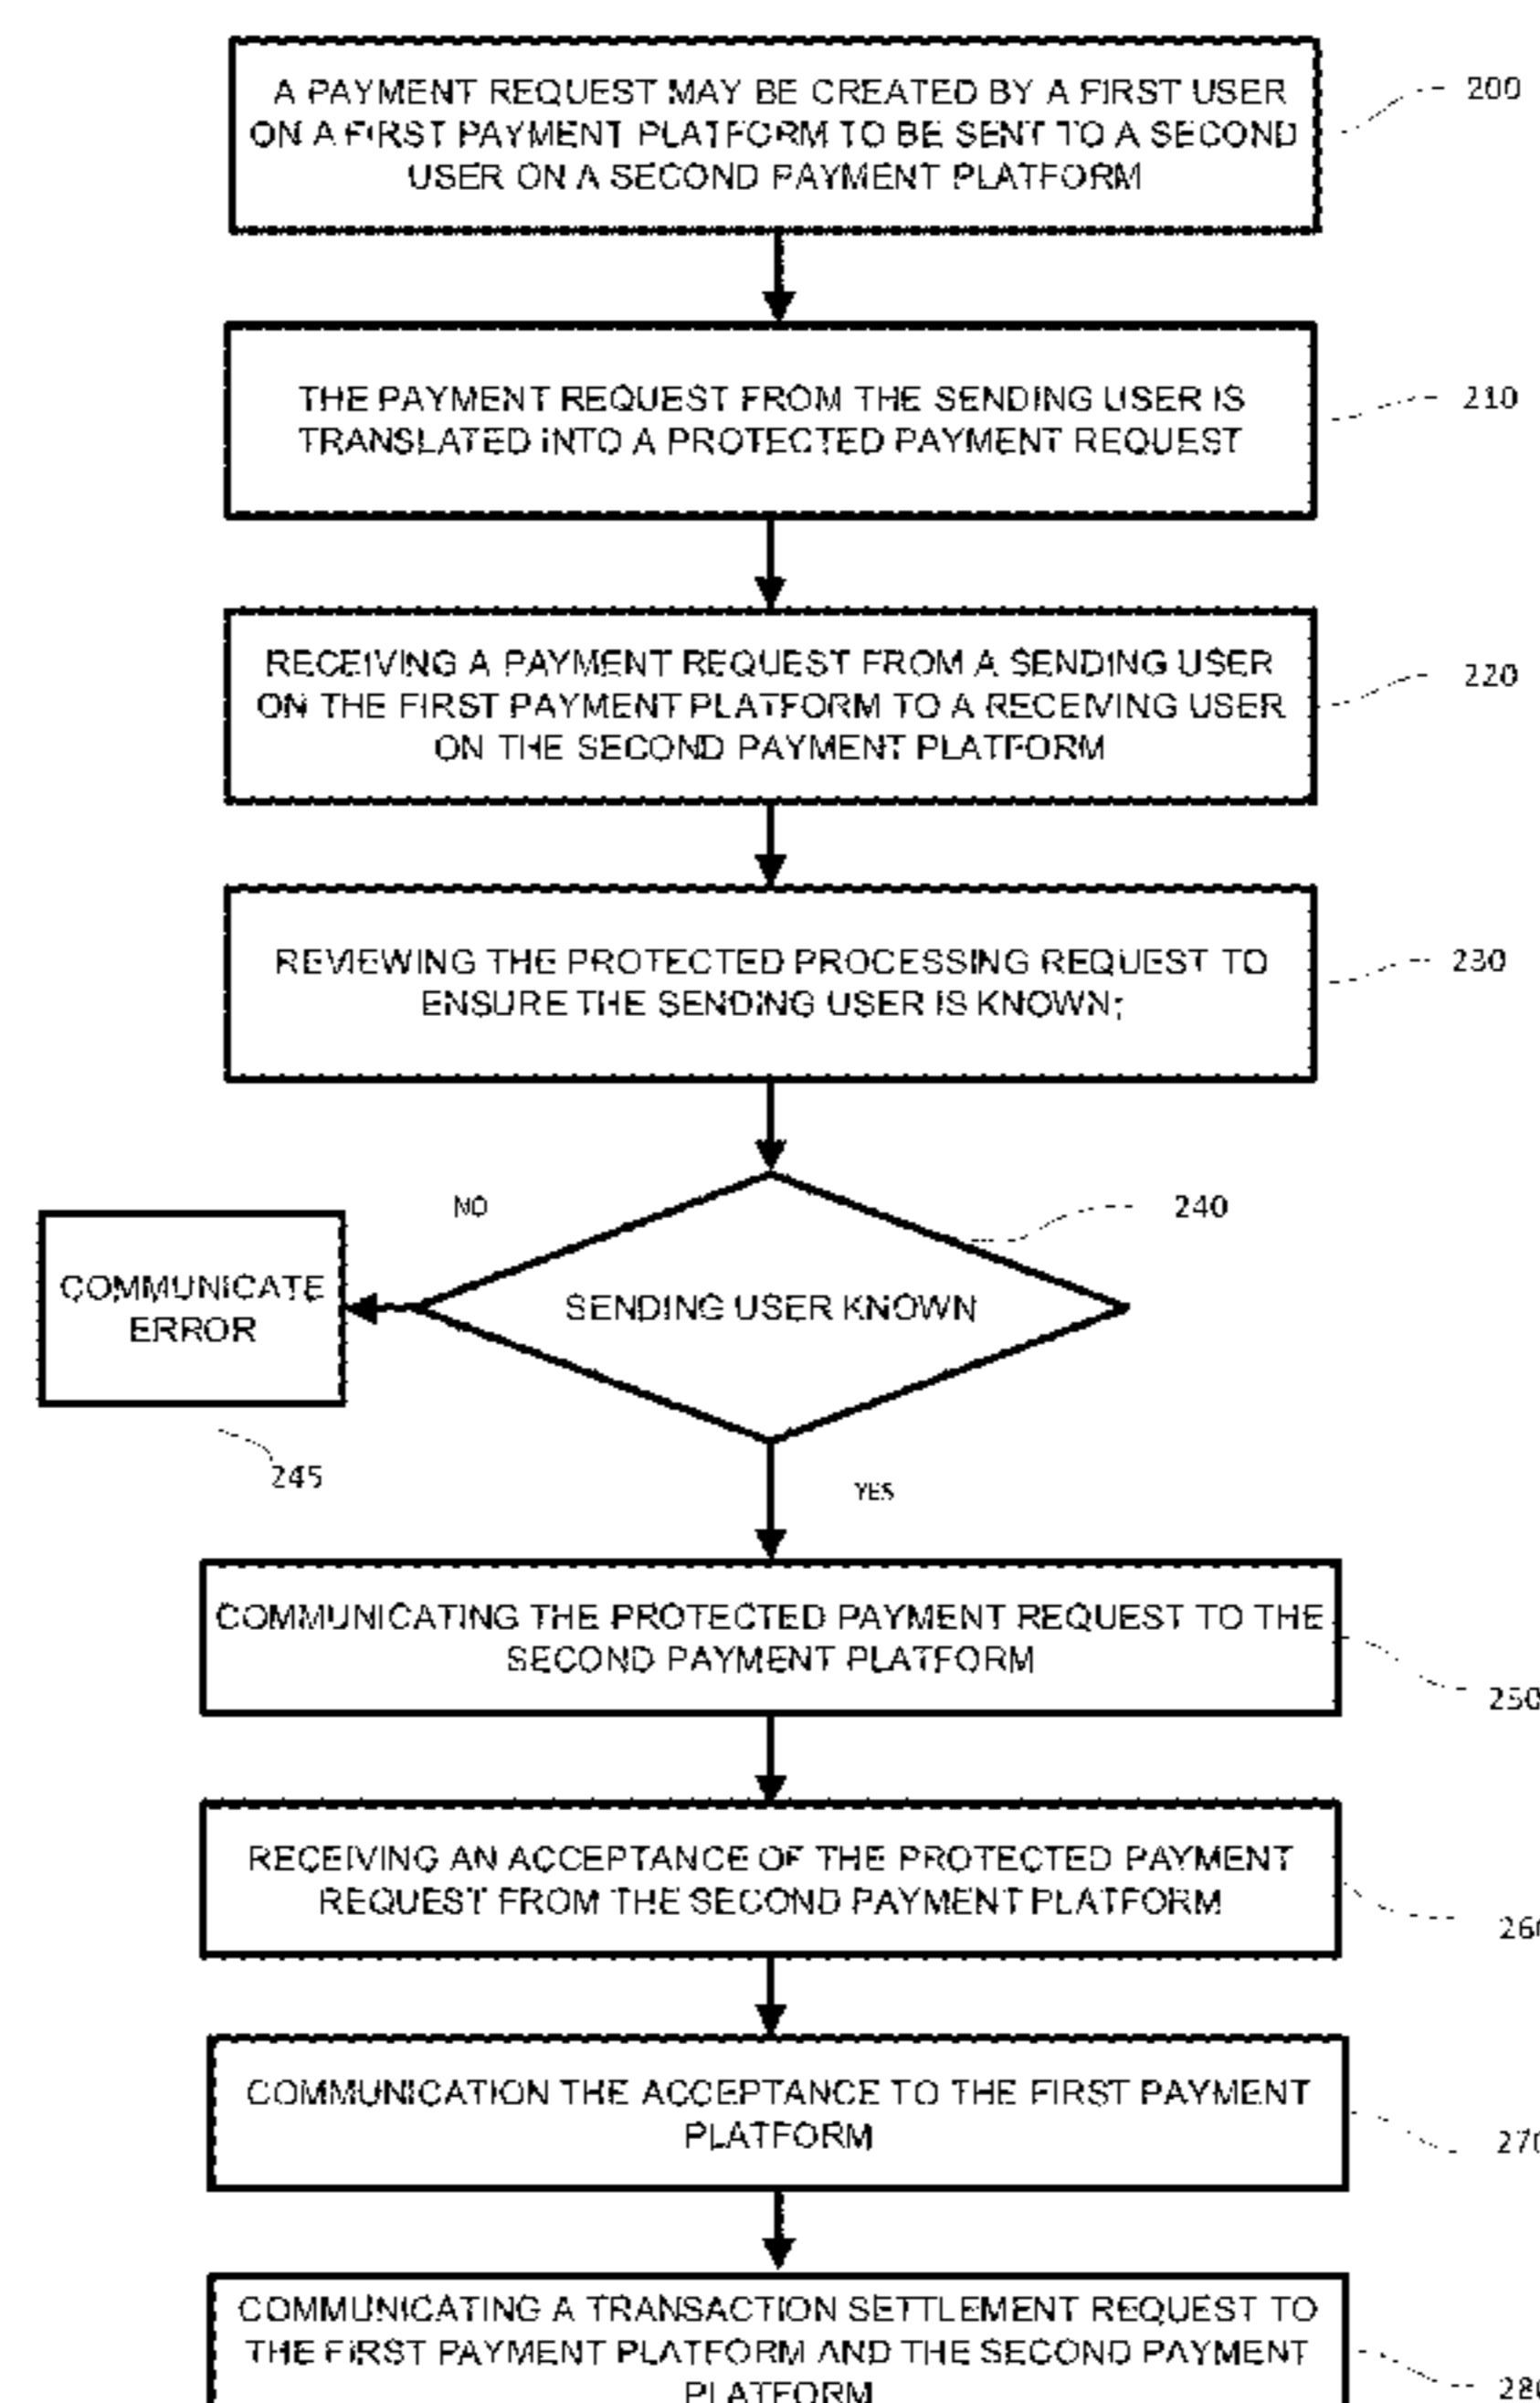 A PAYMENT REQUEST MAY BE CREATED BY A FIRST USER
ON A FIRST PAYMENT PLATFORM TO BE SENT TO A SECOND
USER ON A SECOND PAYMENT PLATFORM
200
THE PAYMENT REQUEST FROM THE SENDING USER IS
TRANSLATED INTO A PROTECTED PAYMENT REQUEST
210
RECEIVING A PAYMENT REQUEST FROM A SENDING USER
ON THE FIRST PAYMENT PLATFORM TO A RECEIVING USER
ON THE SECOND PAYMENT PLATFORM
220
REVIEWING THE PROTECTED PROCESSING REQUEST TO
ENSURE THE SENDING USER IS KNOWN;
230
NO
240
COMMUNICATE
ERROR
SENDING USER KNOWN
245
YES
COMMUNICATING THE PROTECTED PAYMENT REQUEST TO THE
SECOND PAYMENT PLATFORM
250
RECEIVING AN ACCEPTANCE OF THE PROTECTED PAYMENT
REQUEST FROM THE SECOND PAYMENT PLATFORM
260
COMMUNICATION THE ACCEPTANCE TO THE FIRST PAYMENT
PLATFORM
270
COMMUNICATING A TRANSACTION SETTLEMENT REQUEST TO
THE FIRST PAYMENT PLATFORM AND THE SECOND PAYMENT
PLATFORM
280